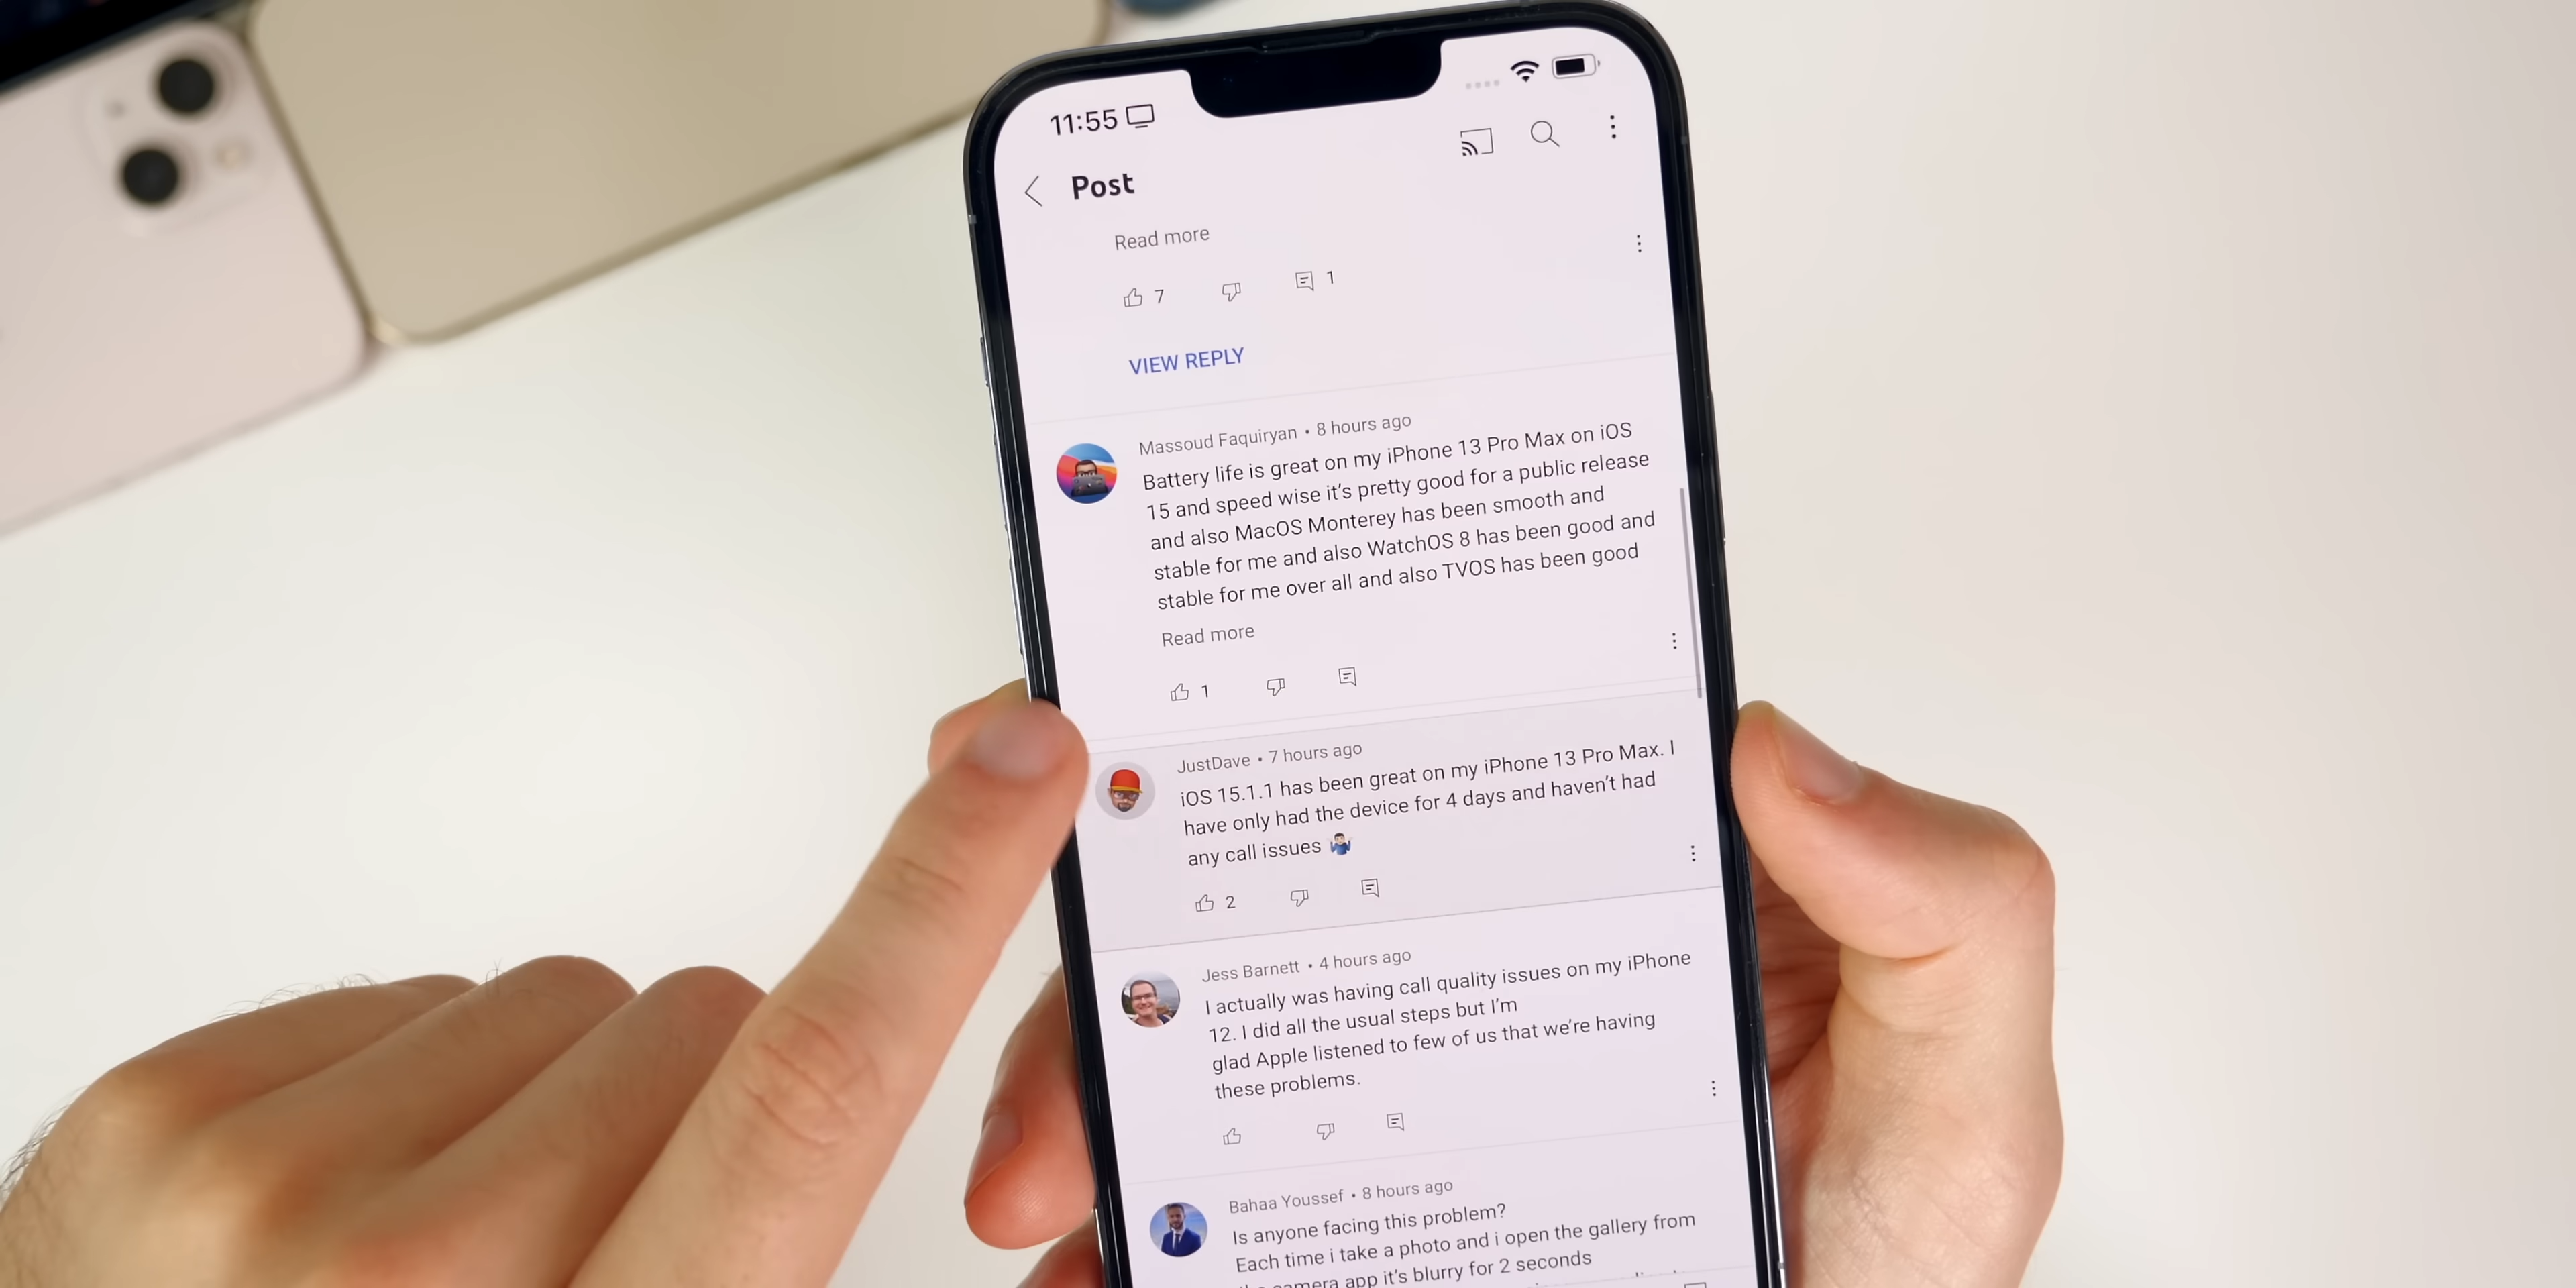 11:55
Post
Read more
7
1
VIEW REPLY
Massoud Faquiryan • 8 hours ago
Battery life is great on my iPhone 13 Pro Max on iOS
15 and speed wise it's pretty good for a public release
and also MacOS Monterey has been smooth and
stable for me and also WatchOS 8 has been good and
stable for me over all and also TVOS has been good
Read more
1
JustDave • 7 hours ago
iOS 15.1.1 has been great on my iPhone 13 Pro Max. I
have only had the device for 4 days and haven't had
any call issues 🤷🏻‍♂️
2
Jess Barnett • 4 hours ago
I actually was having call quality issues on my iPhone
12. I did all the usual steps but I'm
glad Apple listened to few of us that we're having
these problems.
Bahaa Youssef • 8 hours ago
Is anyone facing this problem?
Each time i take a photo and i open the gallery from
camera app it's blurry for 2 seconds